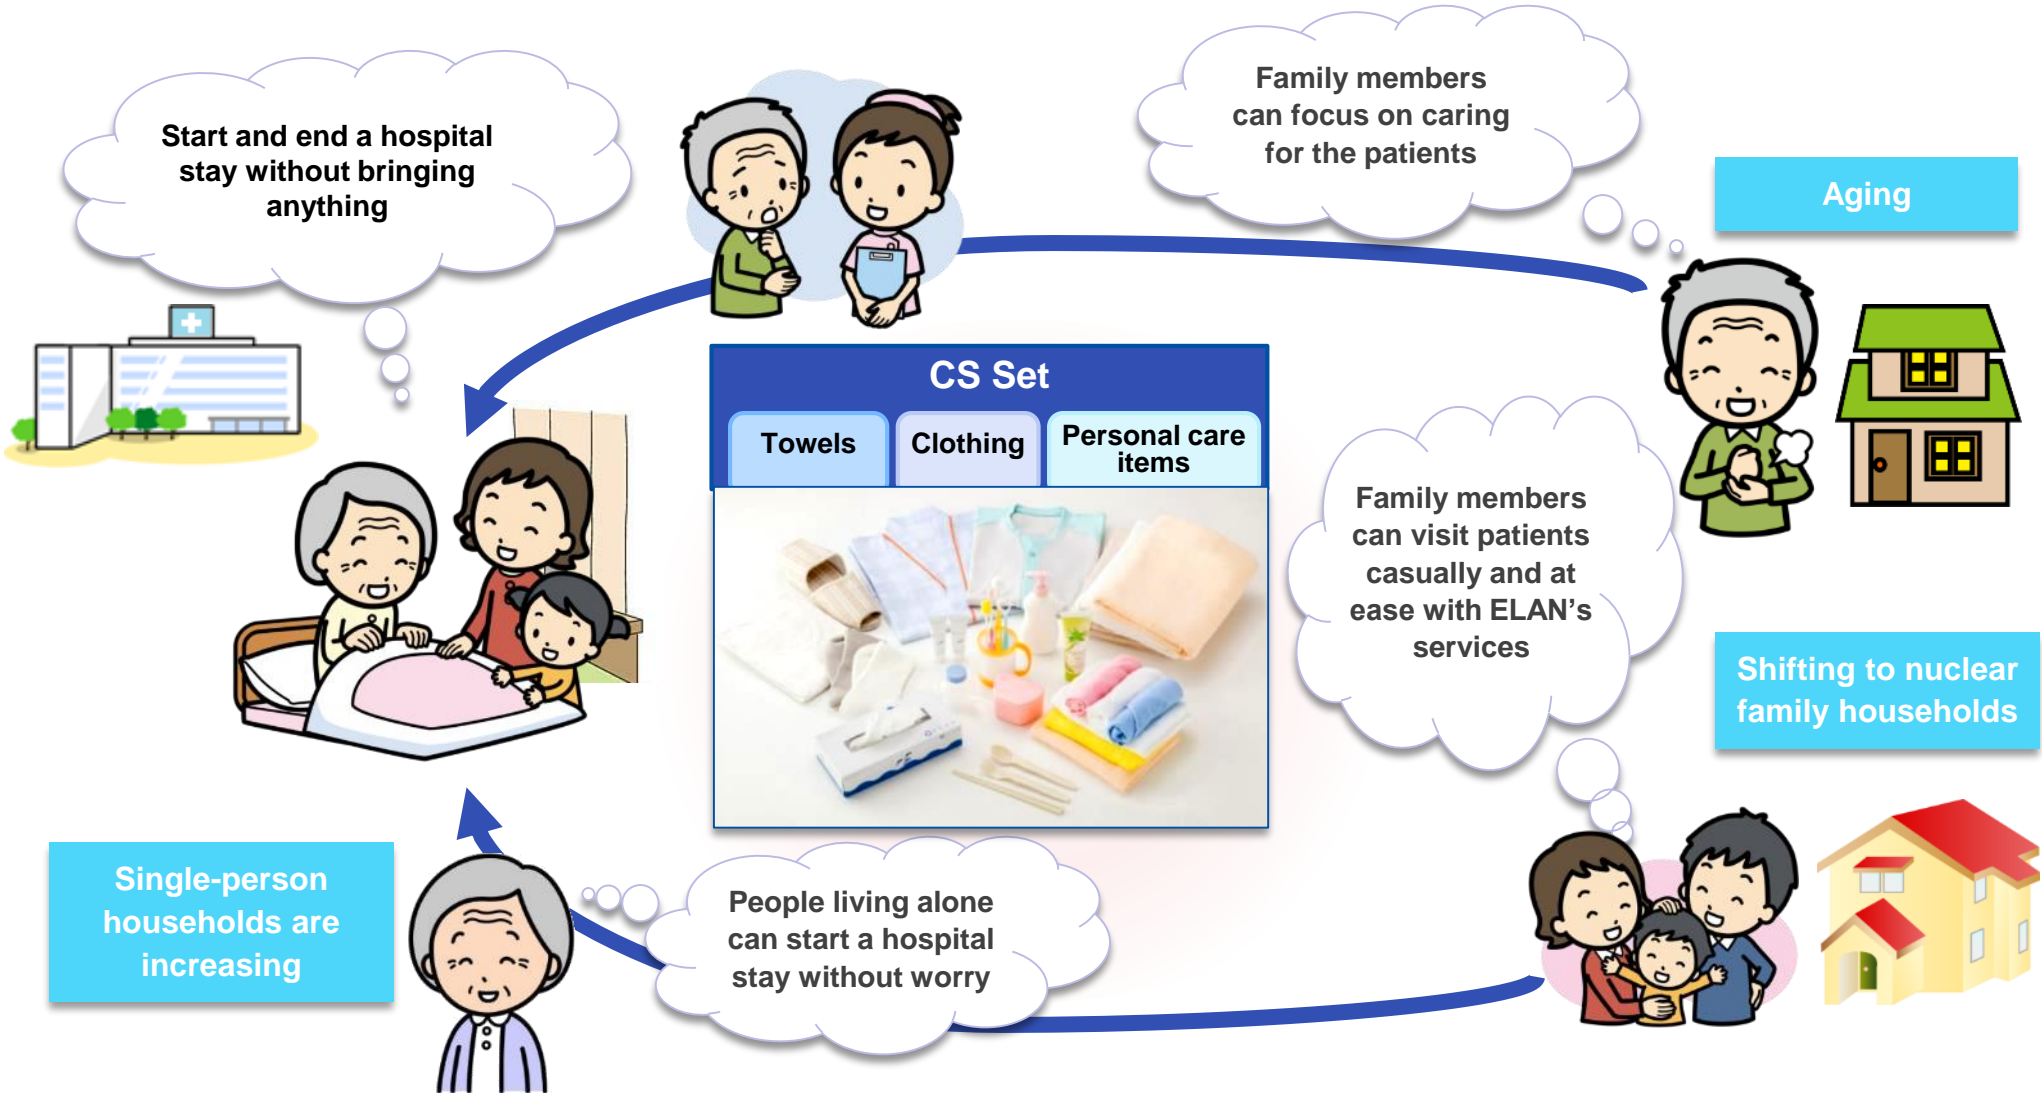 Start and end a hospital
stay without bringing
anything
Family members
can focus on caring
for the patients
Aging
CS Set
Towels
Clothing
Personal care
items
Family members
can visit patients
casually and at
ease with ELAN’s
services
Shifting to nuclear
family households
Single-person
households are
increasing
People living alone
can start a hospital
stay without worry